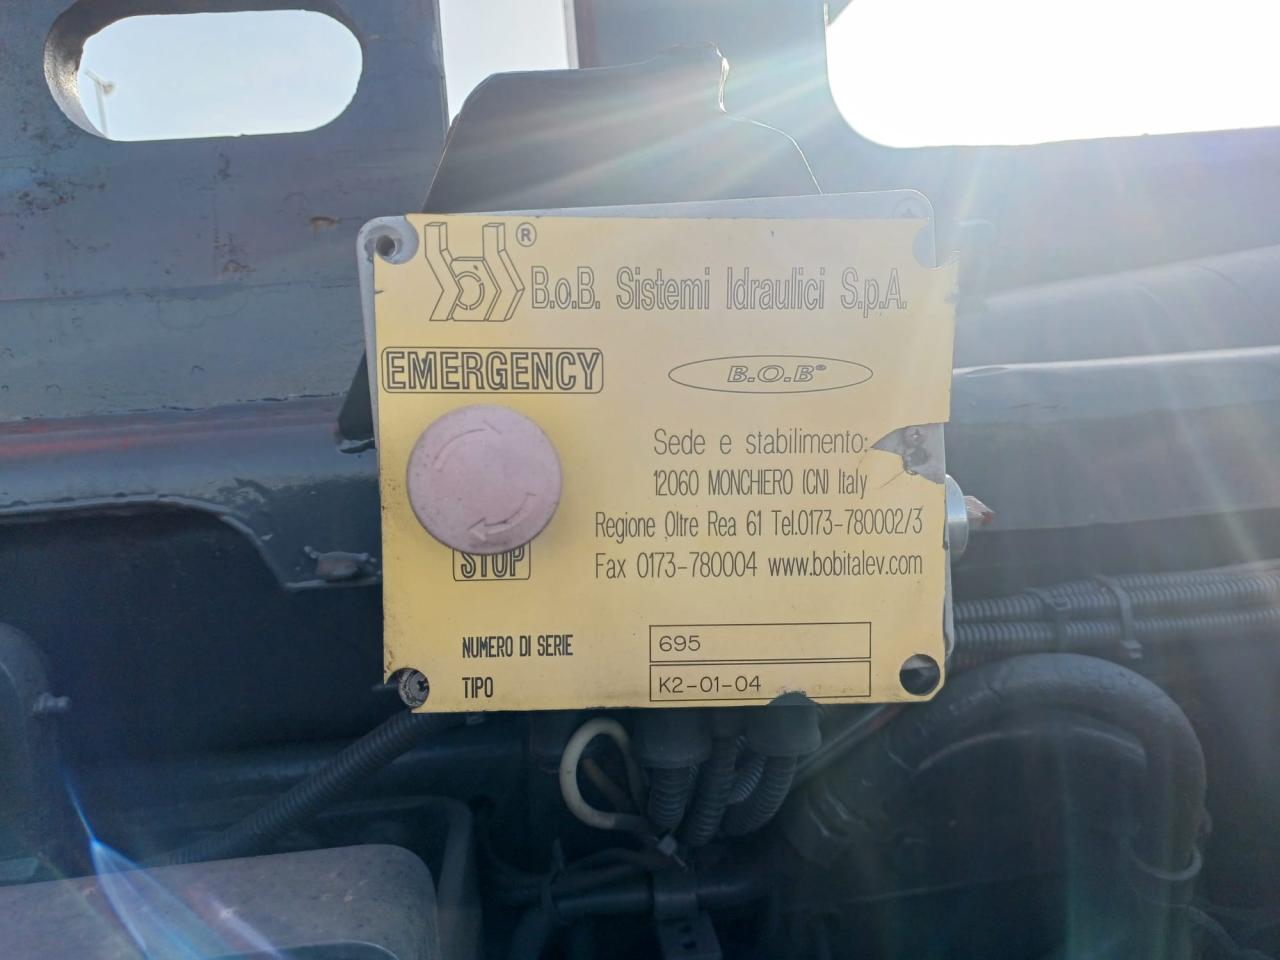 ® B.o.B. Sistemi Idraulici S.p.A.
EMERGENCY
B.O.B®
Sede e stabilimento:
12060 MONCHIERO (CN) Italy
Regione Oltre Rea 61 Tel.0173-780002/3
Fax 0173-780004 www.bobitalev.com
STOP
NUMERO DI SERIE 695
TIPO K2-01-04